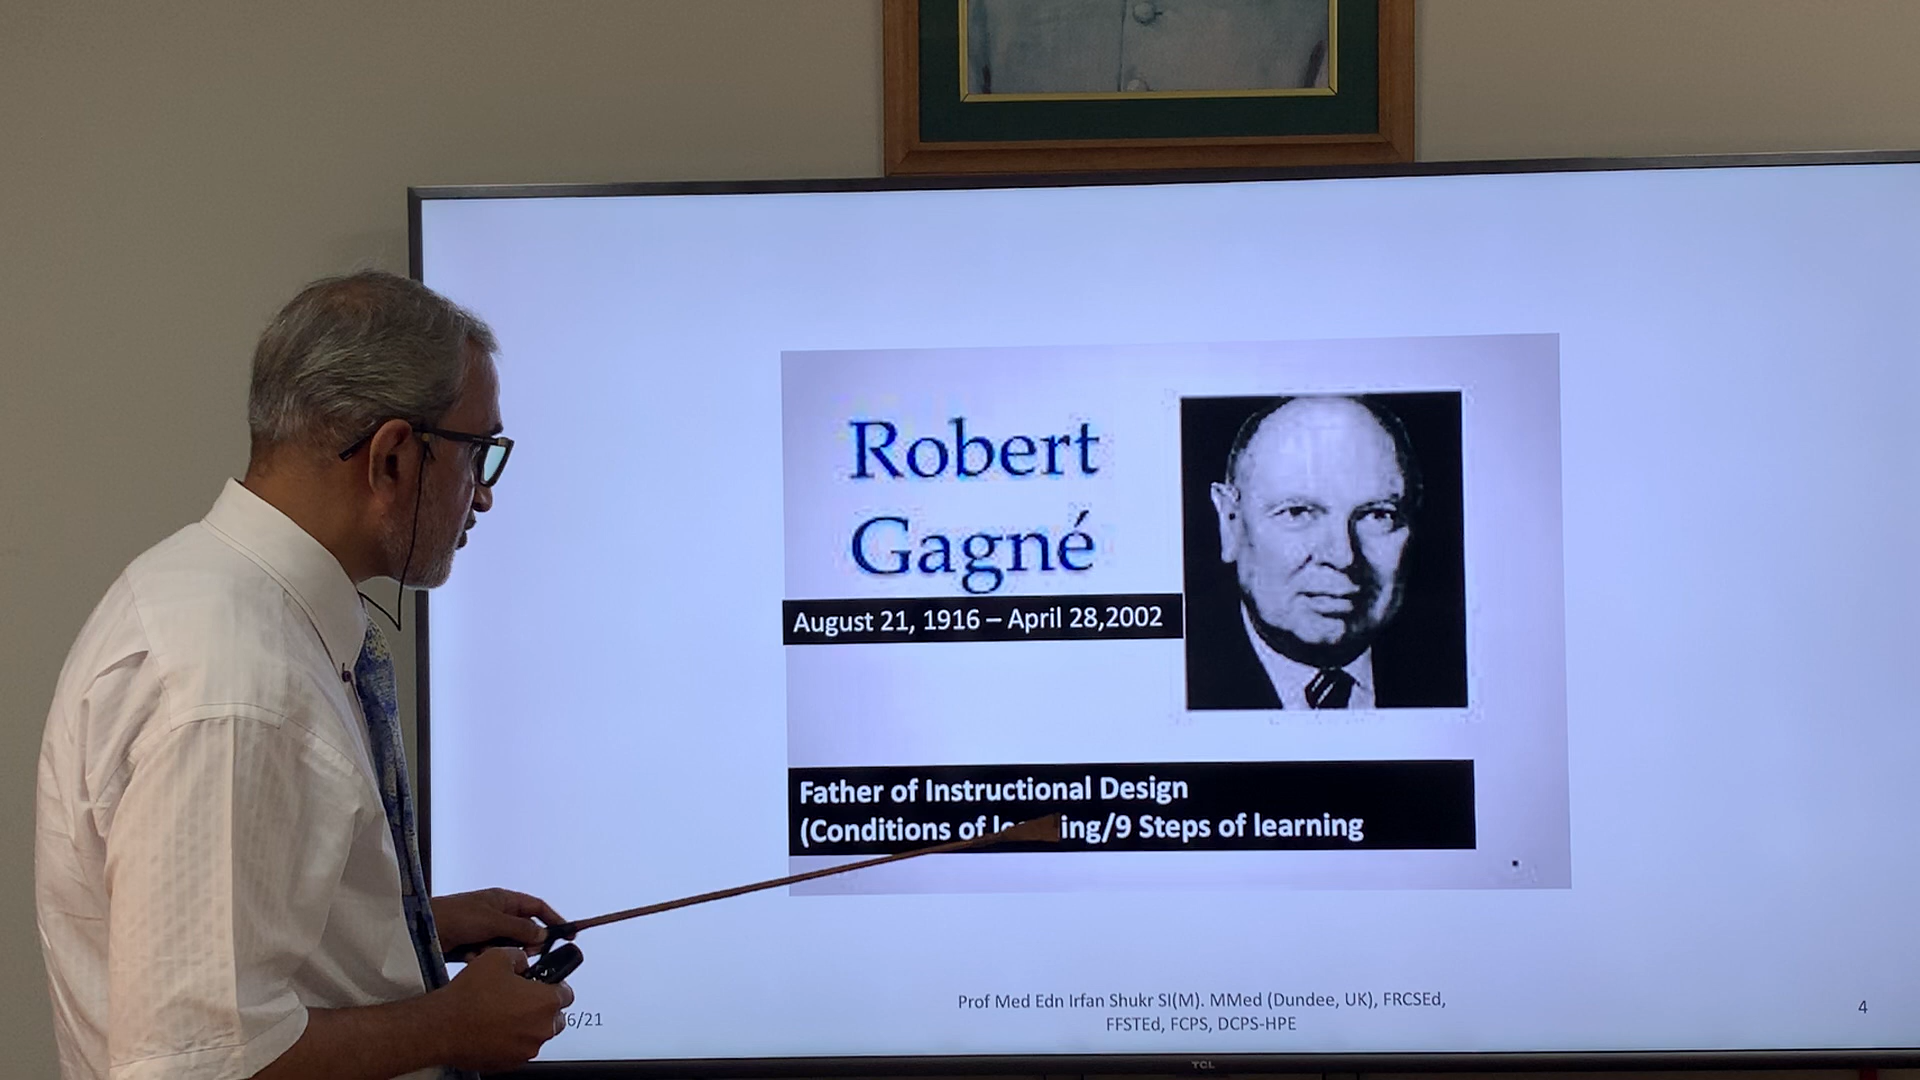 Robert
Gagné
August 21, 1916 – April 28,2002
Father of Instructional Design
(Conditions of ing/9 Steps of learning
6/21
Prof Med Edn Irfan Shukr SI(M). MMed (Dundee, UK), FRCSEd,
FFSTEd, FCPS, DCPS-HPE
4
TCL